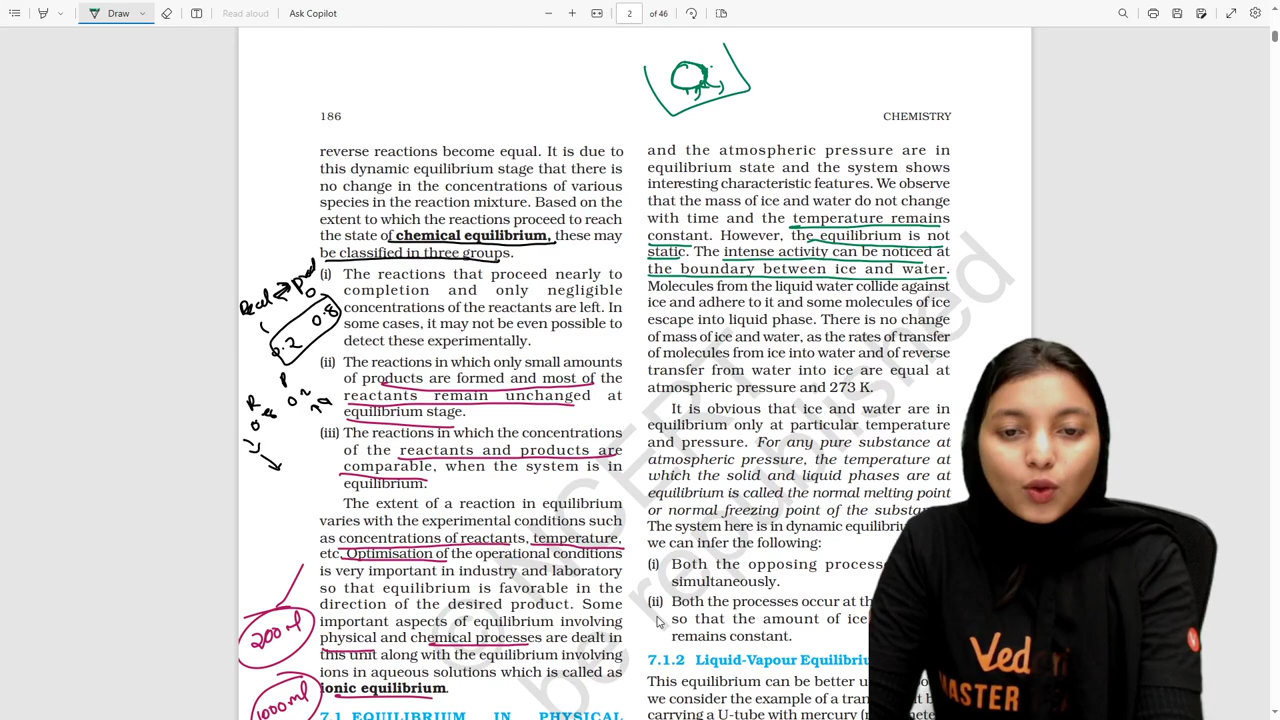 Draw
Read aloud
Ask Copilot
2
of 46
186
CHEMISTRY
reverse reactions become equal. It is due to
this dynamic equilibrium stage that there is
no change in the concentrations of various
species in the reaction mixture. Based on the
extent to which the reactions proceed to reach
the state of chemical equilibrium, these may
be classified in three groups.
(i) The reactions that proceed nearly to
completion and only negligible
concentrations of the reactants are left. In
some cases, it may not be even possible to
detect these experimentally.
(ii) The reactions in which only small amounts
of products are formed and most of the
reactants remain unchanged at
equilibrium stage.
(iii) The reactions in which the concentrations
of the reactants and products are
comparable, when the system is in
equilibrium.
The extent of a reaction in equilibrium
varies with the experimental conditions such
as concentrations of reactants, temperature,
etc. Optimisation of the operational conditions
is very important in industry and laboratory
so that equilibrium is favorable in the
direction of the desired product. Some
important aspects of equilibrium involving
physical and chemical processes are dealt in
this unit along with the equilibrium involving
ions in aqueous solutions which is called as
ionic equilibrium.
7.1 EQUILIBRIUM IN PHYSICAL
0.8
0.2
R
P
200 ml
1000 ml
and the atmospheric pressure are in
equilibrium state and the system shows
interesting characteristic features. We observe
that the mass of ice and water do not change
with time and the temperature remains
constant. However, the equilibrium is not
static. The intense activity can be noticed at
the boundary between ice and water.
Molecules from the liquid water collide against
ice and adhere to it and some molecules of ice
escape into liquid phase. There is no change
of mass of ice and water, as the rates of transfer
of molecules from ice into water and of reverse
transfer from water into ice are equal at
atmospheric pressure and 273 K.
It is obvious that ice and water are in
equilibrium only at particular temperature
and pressure. For any pure substance at
atmospheric pressure, the temperature at
which the solid and liquid phases are at
equilibrium is called the normal melting point
or normal freezing point of the
The system here is in dynamic
we can infer the following:
(i) Both the opposing
simultaneously.
(ii) Both the processes occur at
so that the amount of ice
remains constant.
7.1.2 Liquid-Vapour
This equilibrium can be better
we consider the example of a
carrying a U-tube with mercury
© NCERT
be republished
Ved
MASTER